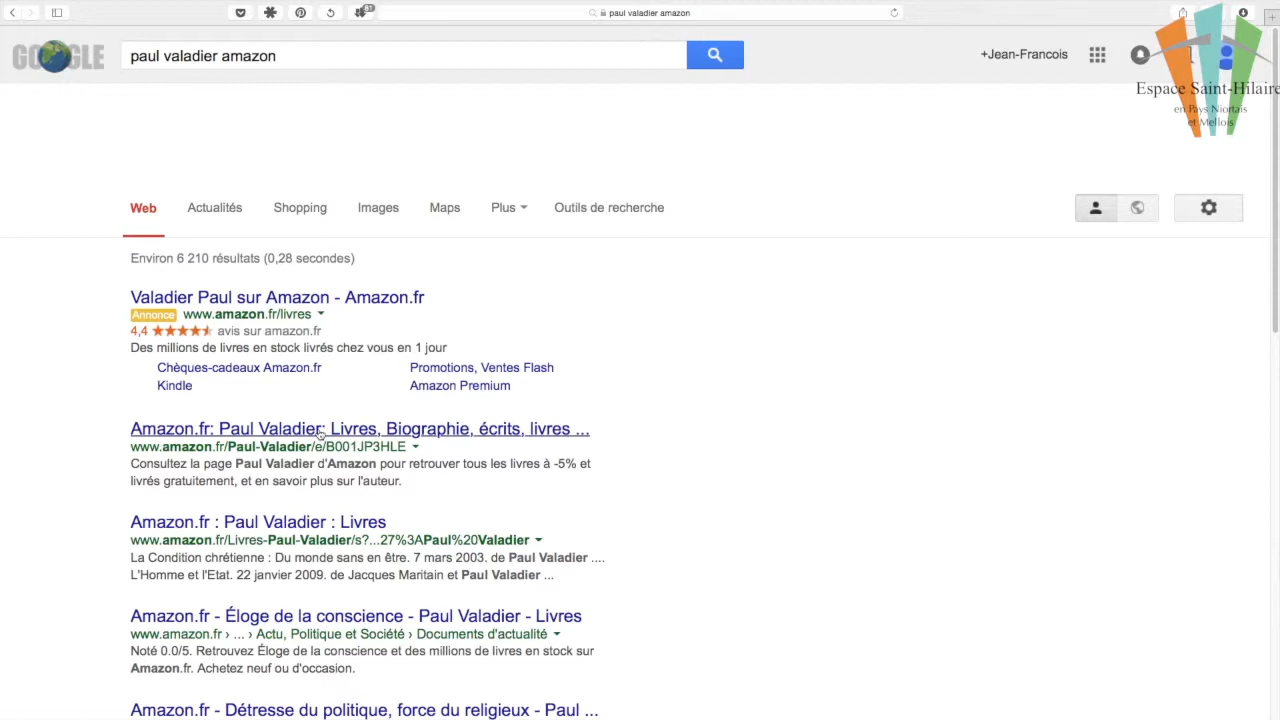 paul valadier amazon
GOOGLE
paul valadier amazon
+Jean-Francois
Espace Saint-Hilaire
en Pays Niortais
et Mellois
Web Actualités Shopping Images Maps Plus Outils de recherche
Environ 6 210 résultats (0,28 secondes)
Valadier Paul sur Amazon - Amazon.fr
Annonce www.amazon.fr/livres
4,4 avis sur amazon.fr
Des millions de livres en stock livrés chez vous en 1 jour
Chèques-cadeaux Amazon.fr Promotions, Ventes Flash
Kindle Amazon Premium
Amazon.fr: Paul Valadier: Livres, Biographie, écrits, livres ...
www.amazon.fr/Paul-Valadier/e/B001JP3HLE
Consultez la page Paul Valadier d'Amazon pour retrouver tous les livres à -5% et
livrés gratuitement, et en savoir plus sur l'auteur.
Amazon.fr : Paul Valadier : Livres
www.amazon.fr/Livres-Paul-Valadier/s?...27%3APaul%20Valadier
La Condition chrétienne : Du monde sans en être. 7 mars 2003. de Paul Valadier ....
L'Homme et l'Etat. 22 janvier 2009. de Jacques Maritain et Paul Valadier ...
Amazon.fr - Éloge de la conscience - Paul Valadier - Livres
www.amazon.fr › ... › Actu, Politique et Société › Documents d'actualité
Noté 0.0/5. Retrouvez Éloge de la conscience et des millions de livres en stock sur
Amazon.fr. Achetez neuf ou d'occasion.
Amazon.fr - Détresse du politique, force du religieux - Paul ...